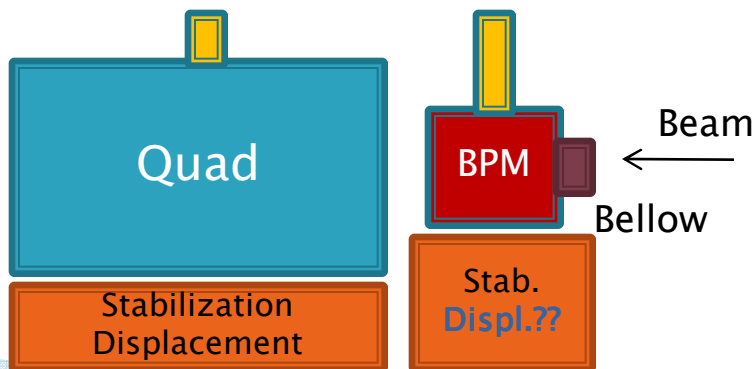 Quad
BPM
Beam
Bellow
Stabilization
Displacement
Stab.
Displ.??